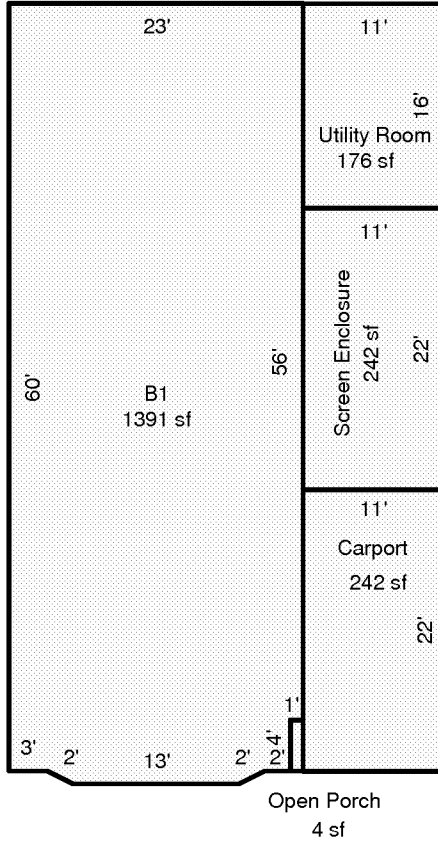 23'
11'
16'
Utility Room
176 sf
11'
Screen Enclosure
242 sf
22'
60'
56'
B1
1391 sf
11'
Carport
242 sf
22'
1'
4'
3'
2'
13'
2'
2'
Open Porch
4 sf